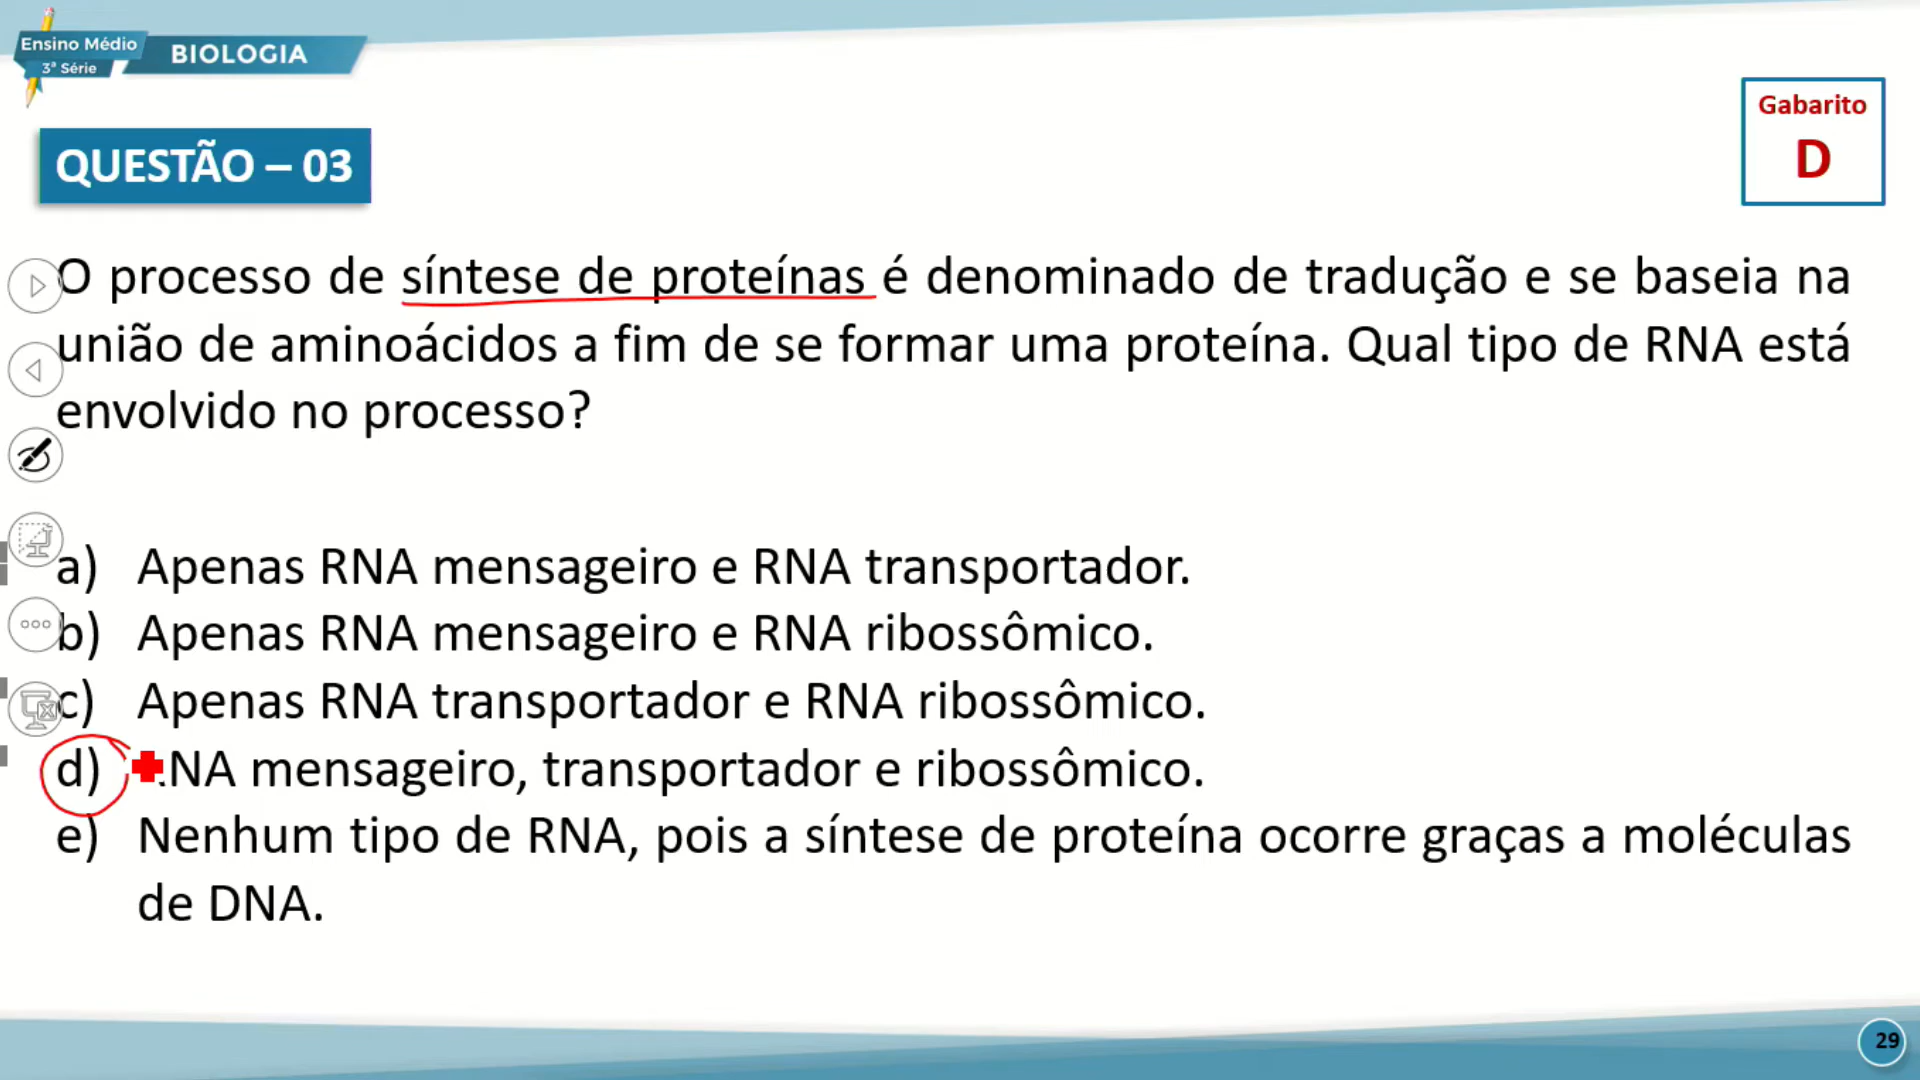 Ensino Médio
3ª Série
BIOLOGIA
Gabarito
D
QUESTÃO – 03
O processo de síntese de proteínas é denominado de tradução e se baseia na
união de aminoácidos a fim de se formar uma proteína. Qual tipo de RNA está
envolvido no processo?
a) Apenas RNA mensageiro e RNA transportador.
b) Apenas RNA mensageiro e RNA ribossômico.
c) Apenas RNA transportador e RNA ribossômico.
d) RNA mensageiro, transportador e ribossômico.
e) Nenhum tipo de RNA, pois a síntese de proteína ocorre graças a moléculas
de DNA.
29